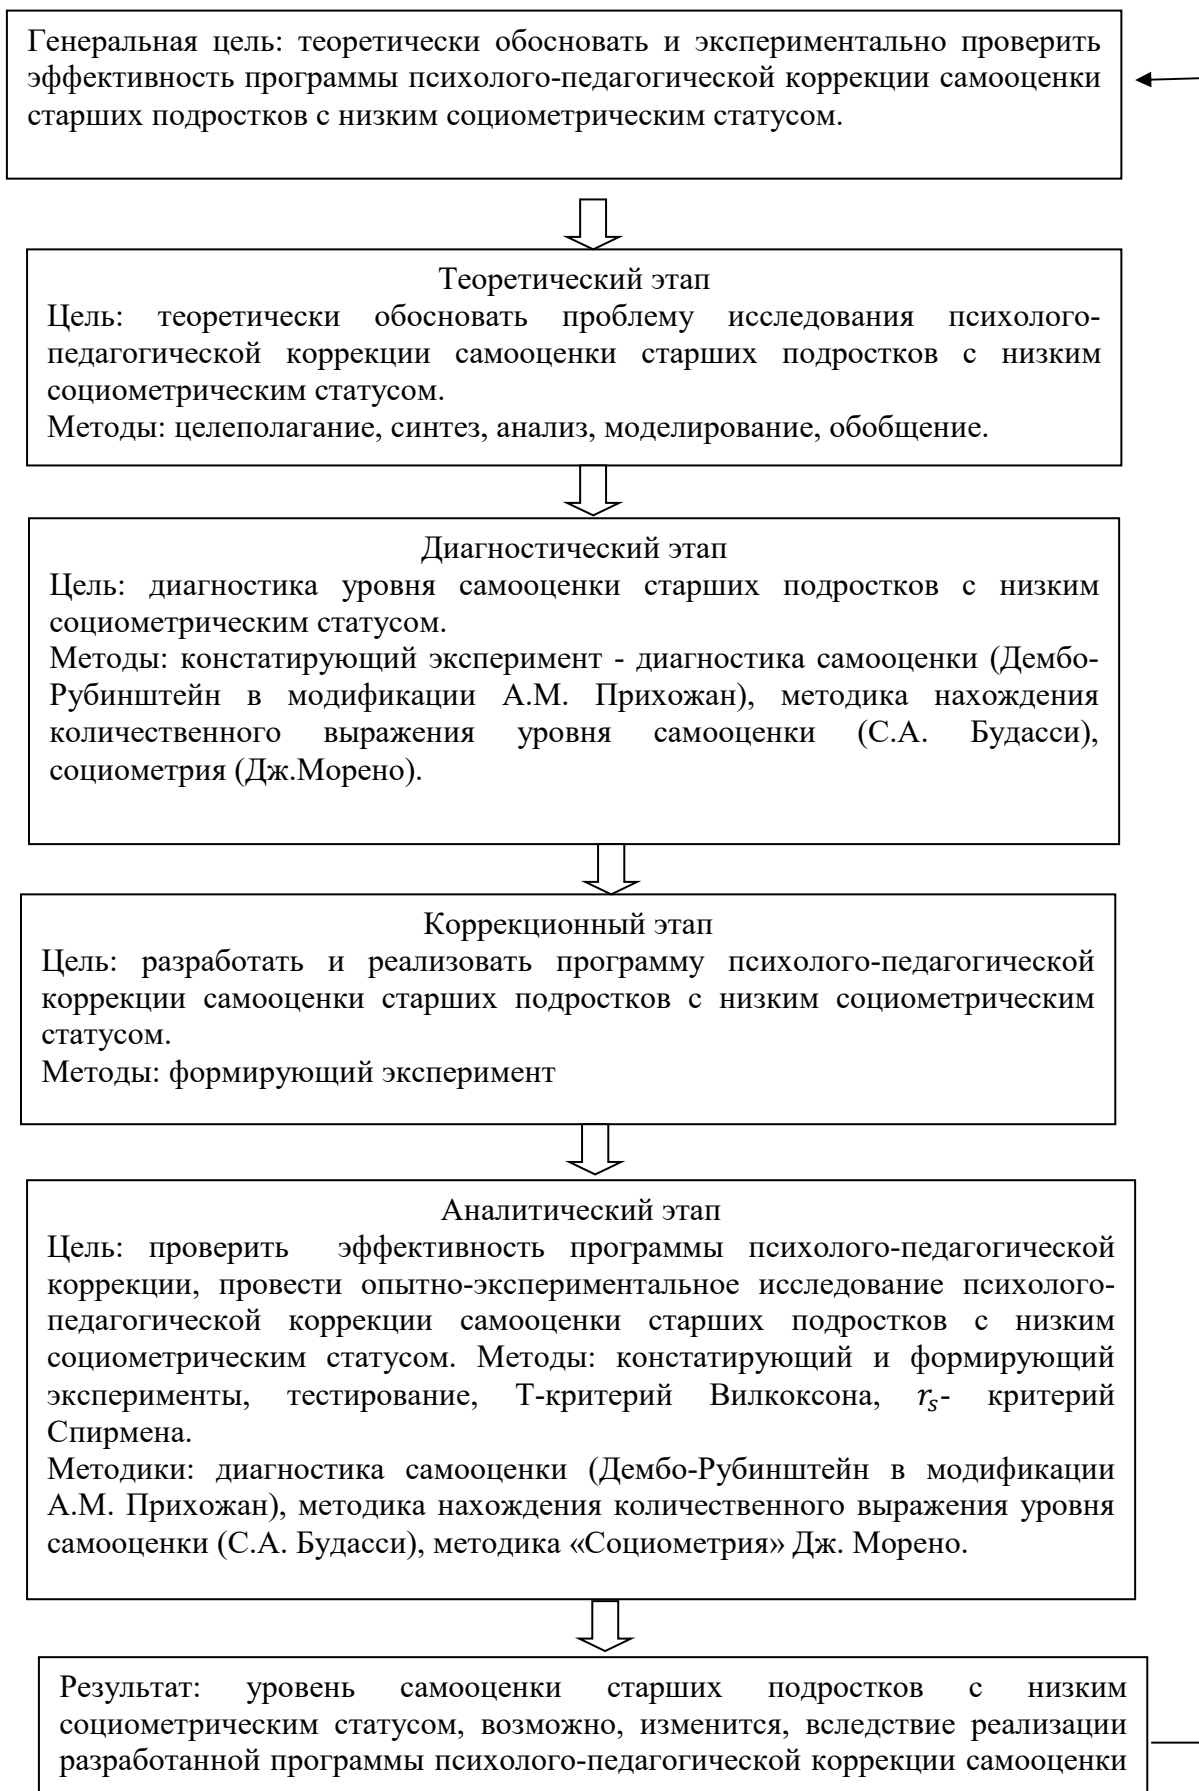 Генеральная цель: теоретически обосновать и экспериментально проверить
эффективность программы психолого-педагогической коррекции самооценки
старших подростков с низким социометрическим статусом.
Теоретический этап
Цель: теоретически обосновать проблему исследования психолого-
педагогической коррекции самооценки старших подростков с низким
социометрическим статусом.
Методы: целеполагание, синтез, анализ, моделирование, обобщение.
Диагностический этап
Цель: диагностика уровня самооценки старших подростков с низким
социометрическим статусом.
Методы: констатирующий эксперимент - диагностика самооценки (Дембо-
Рубинштейн в модификации А.М. Прихожан), методика нахождения
количественного выражения уровня самооценки (С.А. Будасси),
социометрия (Дж.Морено).
Коррекционный этап
Цель: разработать и реализовать программу психолого-педагогической
коррекции самооценки старших подростков с низким социометрическим
статусом.
Методы: формирующий эксперимент
Аналитический этап
Цель: проверить эффективность программы психолого-педагогической
коррекции, провести опытно-экспериментальное исследование психолого-
педагогической коррекции самооценки старших подростков с низким
социометрическим статусом. Методы: констатирующий и формирующий
эксперименты, тестирование, Т-критерий Вилкоксона, r_s- критерий
Спирмена.
Методики: диагностика самооценки (Дембо-Рубинштейн в модификации
А.М. Прихожан), методика нахождения количественного выражения уровня
самооценки (С.А. Будасси), методика «Социометрия» Дж. Морено.
Результат: уровень самооценки старших подростков с низким
социометрическим статусом, возможно, изменится, вследствие реализации
разработанной программы психолого-педагогической коррекции самооценки